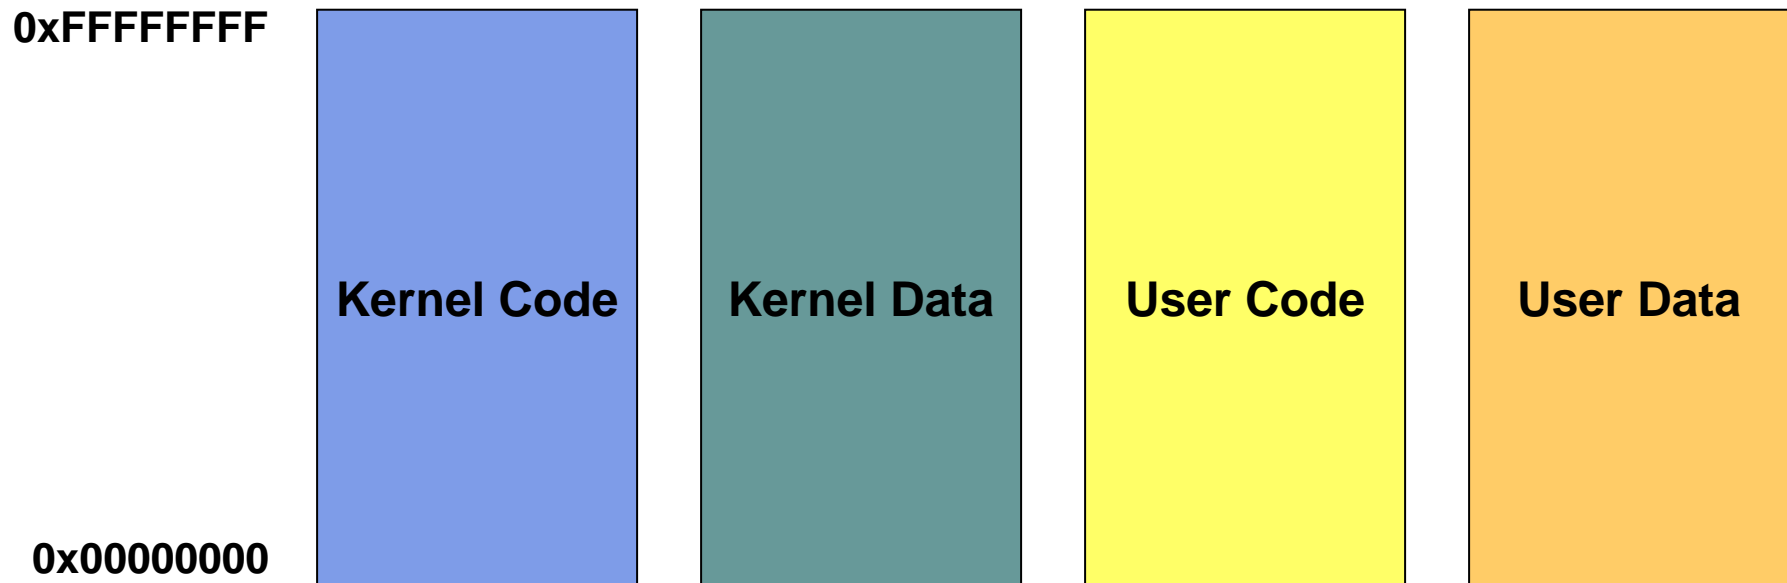 0xFFFFFFFF
Kernel Code
Kernel Data
User Code
User Data
0x00000000